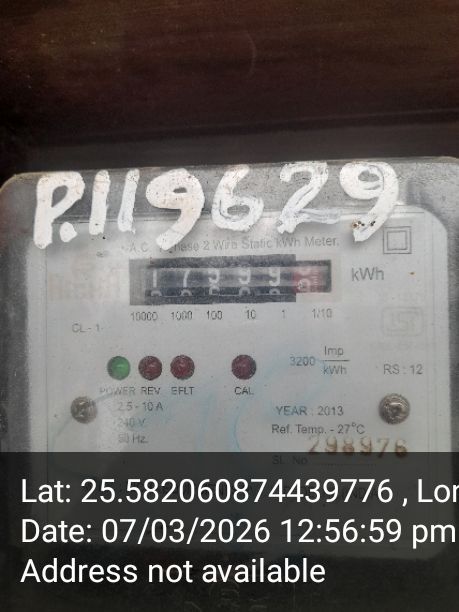 P.119629
A.C. Phase 2 Wire Static kWh Meter.
kWh
10000 1000 100 10 1 1/10
CL - 1
3200 Imp/kWh
RS : 12
POWER REV. EFLT CAL
2.5 - 10 A
240 V.
50 Hz.
YEAR : 2013
Ref. Temp. - 27°C
SL No. 298976
Lat: 25.582060874439776 , Lon
Date: 07/03/2026 12:56:59 pm
Address not available